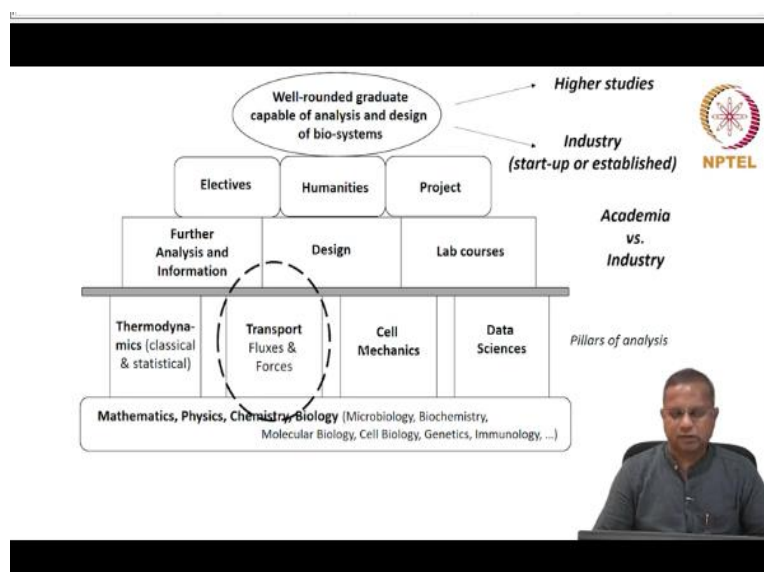 Well-rounded graduate
capable of analysis and design
of bio-systems
Higher studies
Industry
(start-up or established)
NPTEL
Electives
Humanities
Project
Academia
vs.
Industry
Further
Analysis and
Information
Design
Lab courses
Thermodyna-
mics (classical
& statistical)
Transport
Fluxes &
Forces
Cell
Mechanics
Data
Sciences
Pillars of analysis
Mathematics, Physics, Chemistry, Biology (Microbiology, Biochemistry,
Molecular Biology, Cell Biology, Genetics, Immunology, ...)